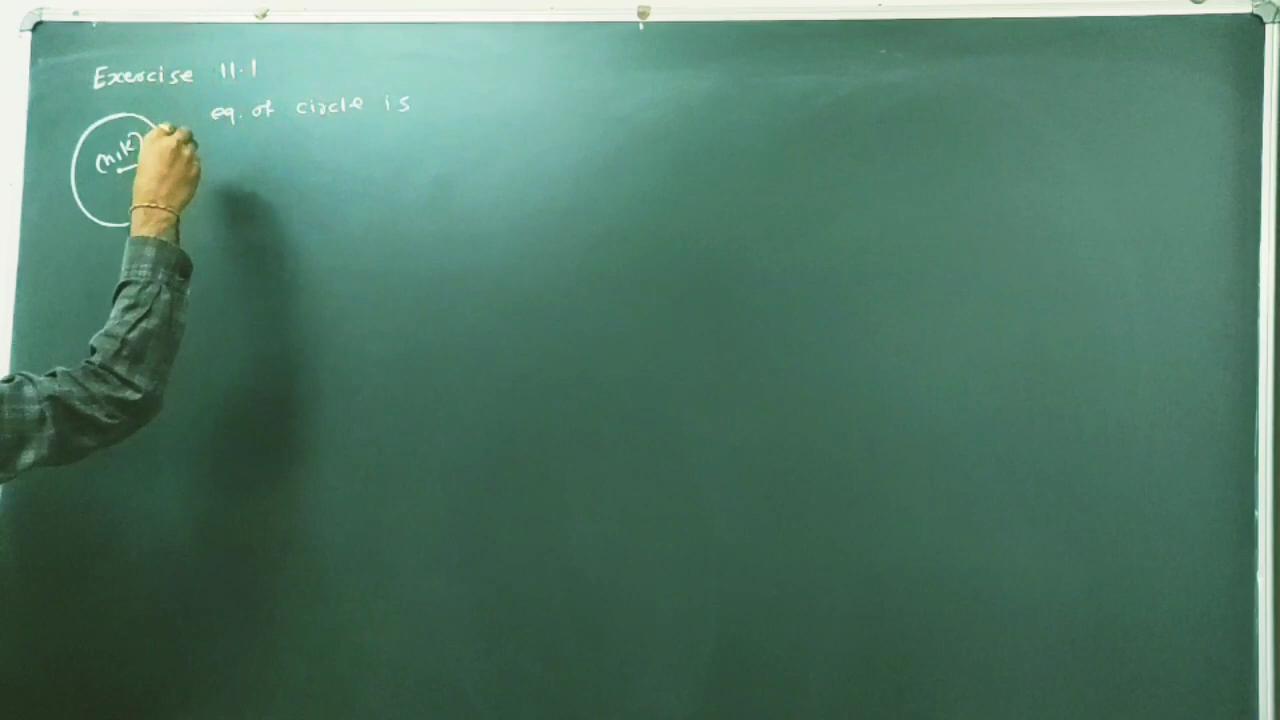 Exercise 11.1
eq. of circle is
(h,k)